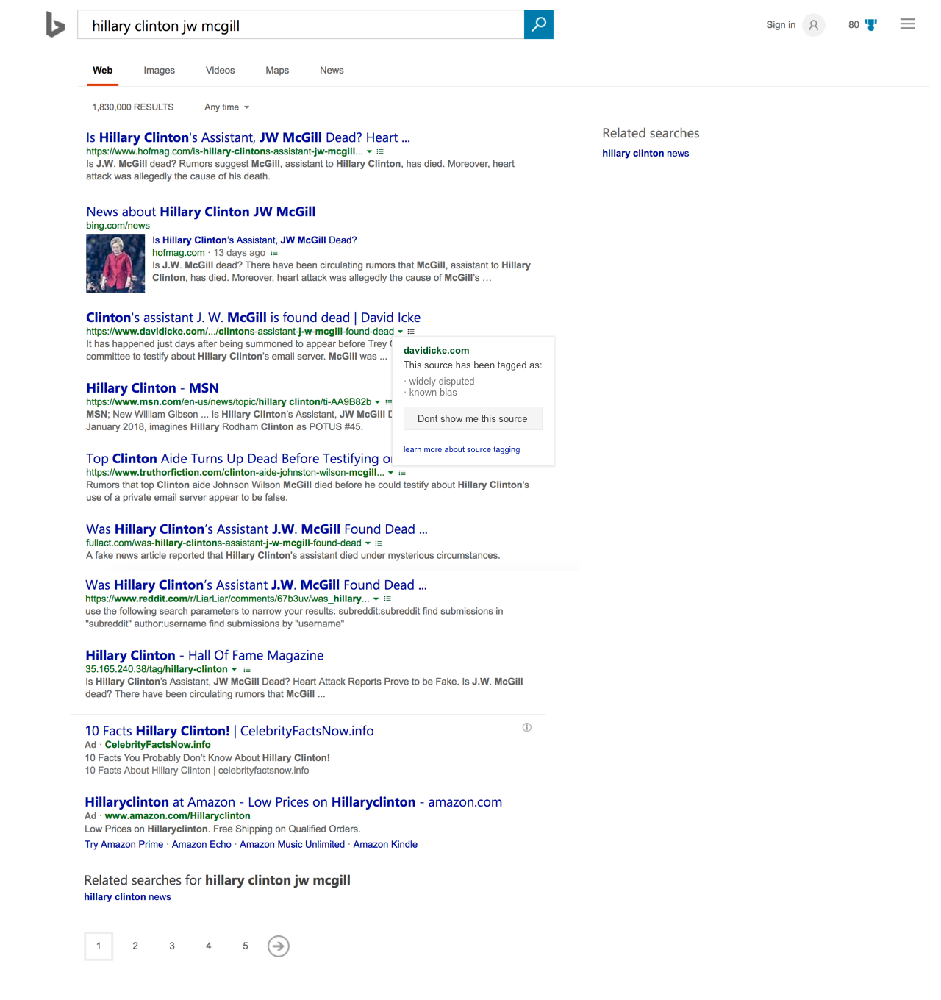 hillary clinton jw mcgill
Sign in
80
Web Images Videos Maps News
1,830,000 RESULTS Any time
Is Hillary Clinton's Assistant, JW McGill Dead? Heart ...
https://www.hofmag.com/is-hillary-clintons-assistant-jw-mcgill...
Is J.W. McGill dead? Rumors suggest McGill, assistant to Hillary Clinton, has died. Moreover, heart
attack was allegedly the cause of his death.
Related searches
hillary clinton news
News about Hillary Clinton JW McGill
bing.com/news
Is Hillary Clinton's Assistant, JW McGill Dead?
hofmag.com · 13 days ago
Is J.W. McGill dead? There have been circulating rumors that McGill, assistant to Hillary
Clinton, has died. Moreover, heart attack was allegedly the cause of McGill's …
Clinton's assistant J. W. McGill is found dead | David Icke
https://www.davidicke.com/.../clintons-assistant-j-w-mcgill-found-dead
It has happened just days after being summoned to appear before Trey
committee to testify about Hillary Clinton's email server. McGill was ...
davidicke.com
This source has been tagged as:
· widely disputed
· known bias
Dont show me this source
learn more about source tagging
Hillary Clinton - MSN
https://www.msn.com/en-us/news/topic/hillary clinton/ti-AA9B82b
MSN; New William Gibson ... Is Hillary Clinton's Assistant, JW McGill
January 2018, imagines Hillary Rodham Clinton as POTUS #45.
Top Clinton Aide Turns Up Dead Before Testifying
https://www.truthorfiction.com/clinton-aide-johnston-wilson-mcgill...
Rumors that top Clinton aide Johnson Wilson McGill died before he could testify about Hillary Clinton's
use of a private email server appear to be false.
Was Hillary Clinton's Assistant J.W. McGill Found Dead ...
fullact.com/was-hillary-clintons-assistant-j-w-mcgill-found-dead
A fake news article reported that Hillary Clinton's assistant died under mysterious circumstances.
Was Hillary Clinton's Assistant J.W. McGill Found Dead ...
https://www.reddit.com/r/LiarLiar/comments/67b3uv/was_hillary...
use the following search parameters to narrow your results: subreddit:subreddit find submissions in
"subreddit" author:username find submissions by "username"
Hillary Clinton - Hall Of Fame Magazine
35.165.240.38/tag/hillary-clinton
Is Hillary Clinton's Assistant, JW McGill Dead? Heart Attack Reports Prove to be Fake. Is J.W. McGill
dead? There have been circulating rumors that McGill ...
10 Facts Hillary Clinton! | CelebrityFactsNow.info
Ad · CelebrityFactsNow.info
10 Facts You Probably Don't Know About Hillary Clinton!
10 Facts About Hillary Clinton | celebrityfactsnow.info
Hillaryclinton at Amazon - Low Prices on Hillaryclinton - amazon.com
Ad · www.amazon.com/Hillaryclinton
Low Prices on Hillaryclinton. Free Shipping on Qualified Orders.
Try Amazon Prime · Amazon Echo · Amazon Music Unlimited · Amazon Kindle
Related searches for hillary clinton jw mcgill
hillary clinton news
1 2 3 4 5